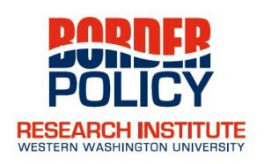 BORDER
POLICY
RESEARCH INSTITUTE
WESTERN WASHINGTON UNIVERSITY